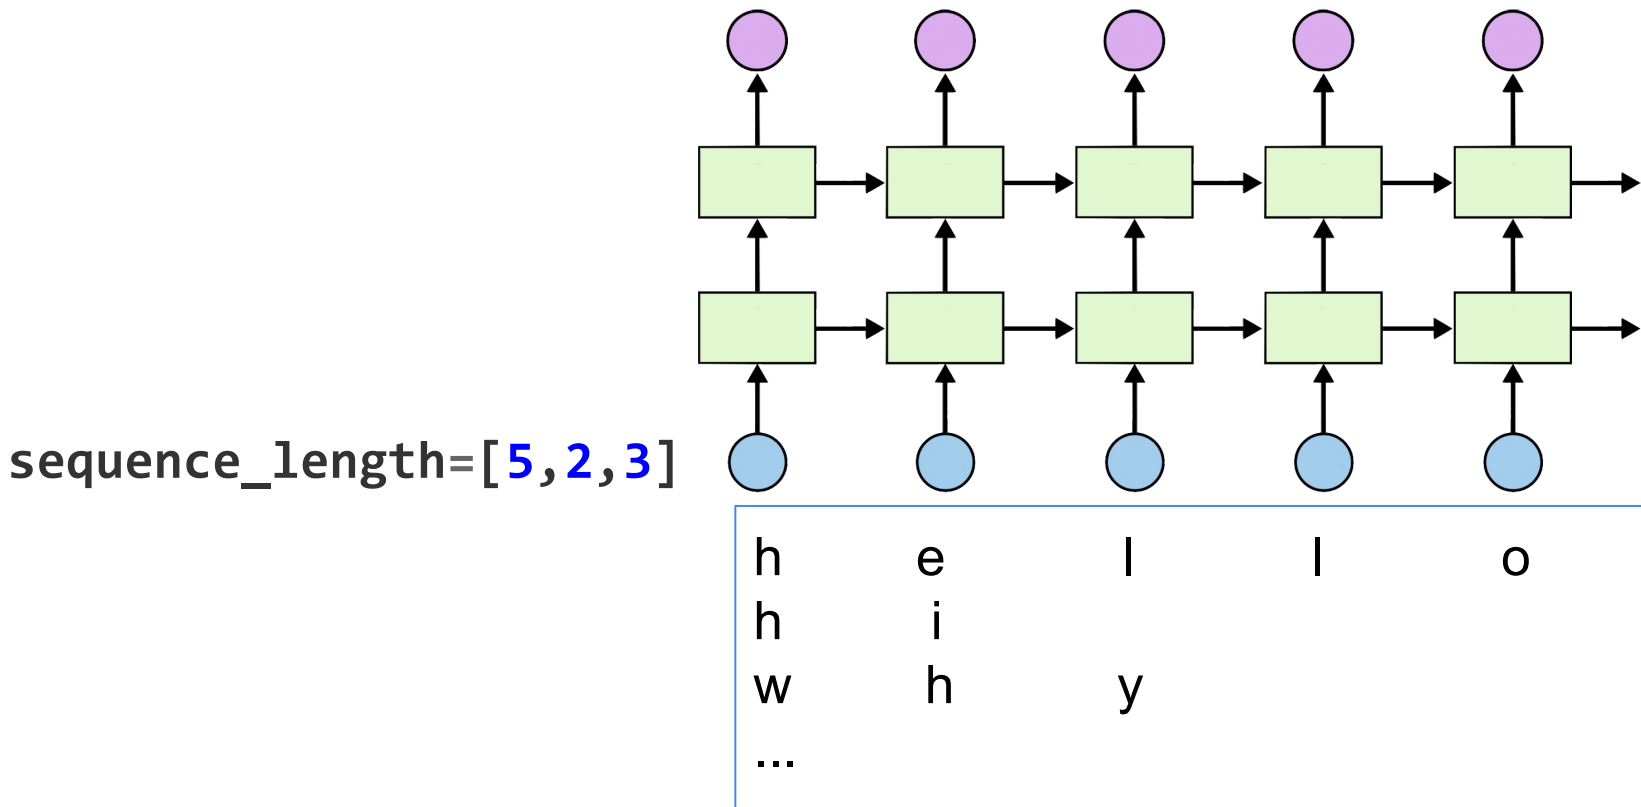 sequence_length=[5,2,3]
h e l l o
h i
w h y
...